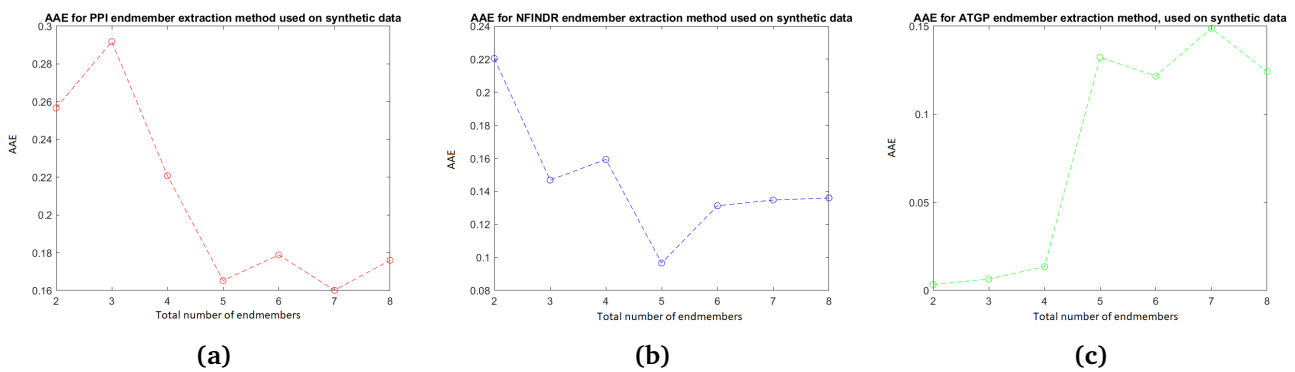 AAE for PPI endmember extraction method used on synthetic data
0.3
0.28
0.26
0.24
0.22
0.2
0.18
0.16
AAE
2 3 4 5 6 7 8
Total number of endmembers
(a)
AAE for NFINDR endmember extraction method used on synthetic data
0.24
0.22
0.2
0.18
0.16
0.14
0.12
0.1
0.08
AAE
2 3 4 5 6 7 8
Total number of endmembers
(b)
AAE for ATGP endmember extraction method, used on synthetic data
0.15
0.1
0.05
0
AAE
2 3 4 5 6 7 8
Total number of endmembers
(c)